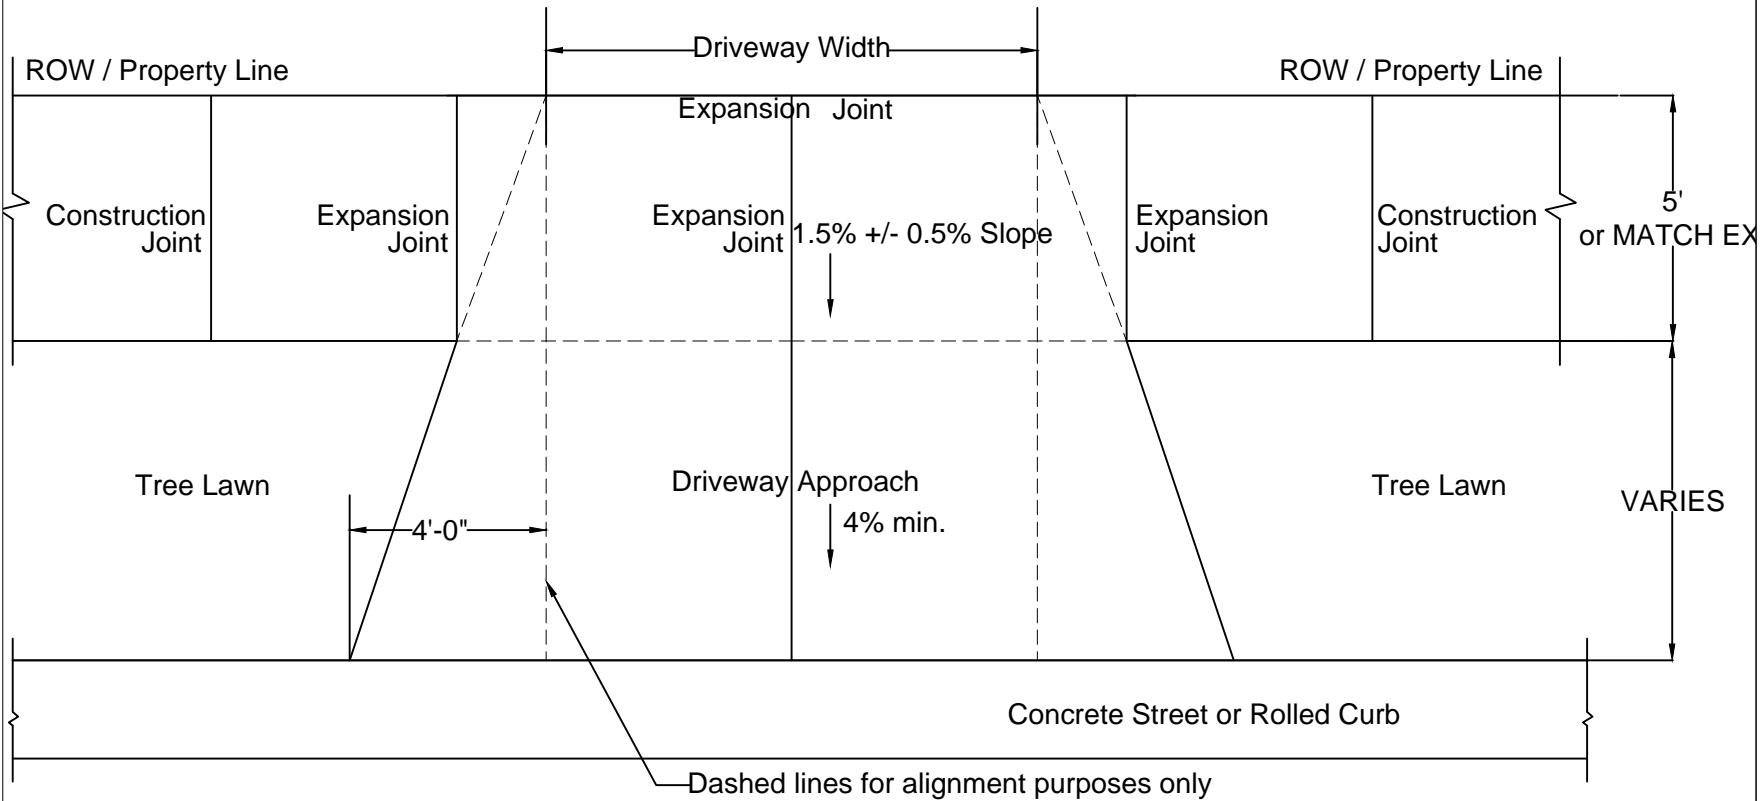 Driveway Width
ROW / Property Line
ROW / Property Line
Expansion Joint
Construction
Joint
Expansion
Joint
Expansion
Joint
1.5% +/- 0.5% Slope
Expansion
Joint
Construction
Joint
5'
or MATCH EX
Tree Lawn
Driveway Approach
Tree Lawn
VARIES
4'-0"
4% min.
Concrete Street or Rolled Curb
Dashed lines for alignment purposes only